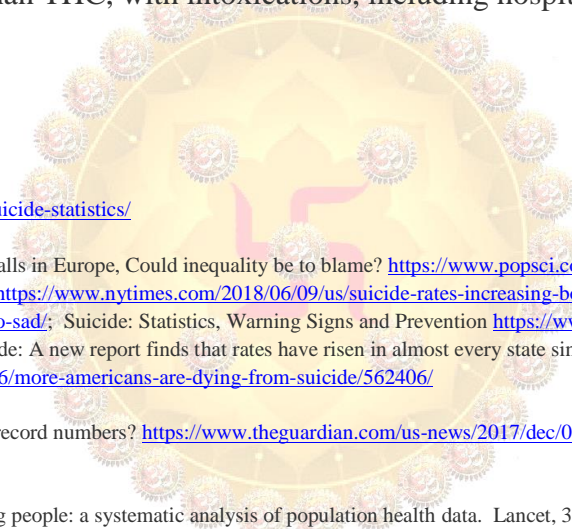 than THC, with intoxications, including hospit
uicide-statistics/
alls in Europe, Could inequality be to blame? https://www.popsci.co
https://www.nytimes.com/2018/06/09/us/suicide-rates-increasing-b
o-sad/;  Suicide: Statistics, Warning Signs and Prevention https://w
de: A new report finds that rates have risen in almost every state si
6/more-americans-are-dying-from-suicide/562406/
record numbers? https://www.theguardian.com/us-news/2017/dec/0
g people: a systematic analysis of population health data.  Lancet, 3